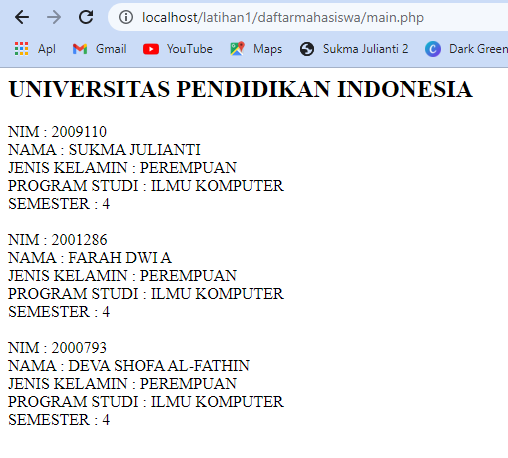 localhost/latihan1/daftarmahasiswa/main.php
Apl Gmail YouTube Maps Sukma Julianti 2 Dark Green
UNIVERSITAS PENDIDIKAN INDONESIA
NIM : 2009110
NAMA : SUKMA JULIANTI
JENIS KELAMIN : PEREMPUAN
PROGRAM STUDI : ILMU KOMPUTER
SEMESTER : 4
NIM : 2001286
NAMA : FARAH DWI A
JENIS KELAMIN : PEREMPUAN
PROGRAM STUDI : ILMU KOMPUTER
SEMESTER : 4
NIM : 2000793
NAMA : DEVA SHOFA AL-FATHIN
JENIS KELAMIN : PEREMPUAN
PROGRAM STUDI : ILMU KOMPUTER
SEMESTER : 4